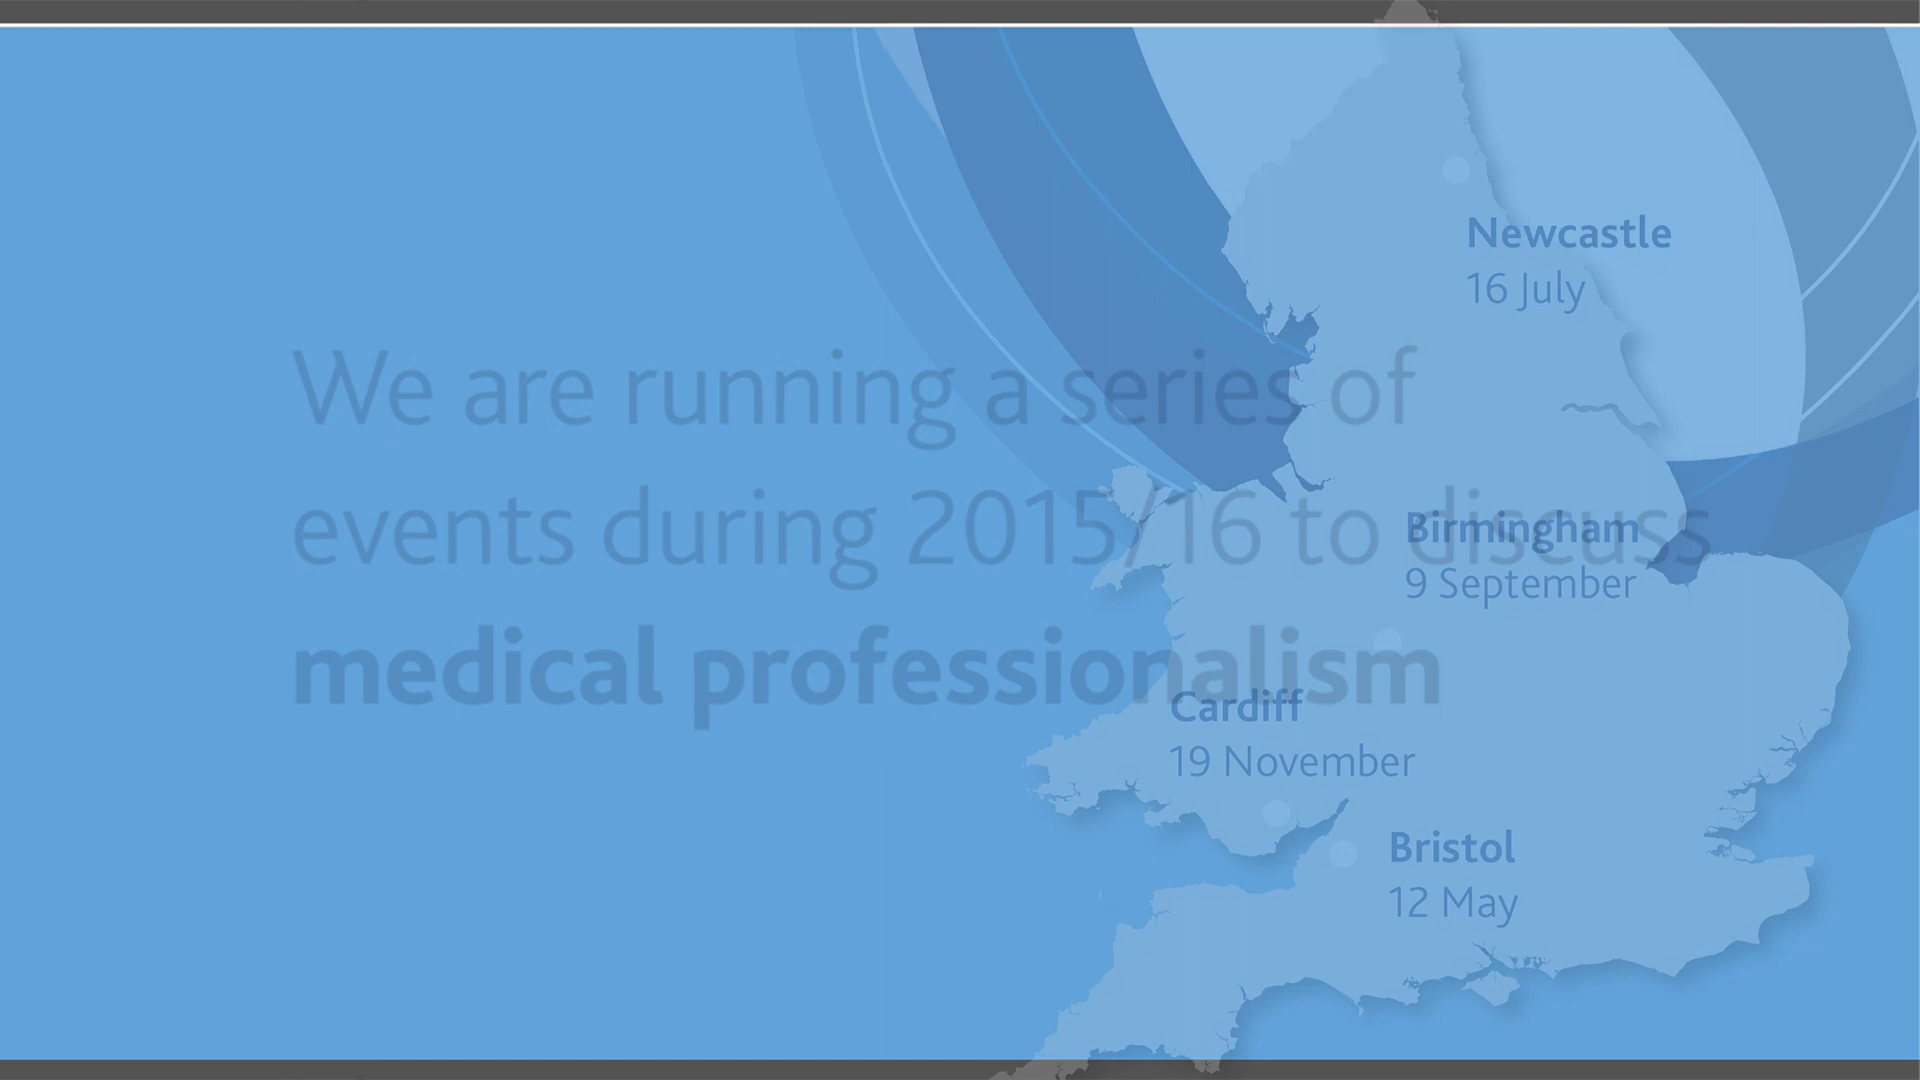 We are running a series of
events during 2015/16 to discuss
medical professionalism
Newcastle
16 July
Birmingham
9 September
Cardiff
19 November
Bristol
12 May